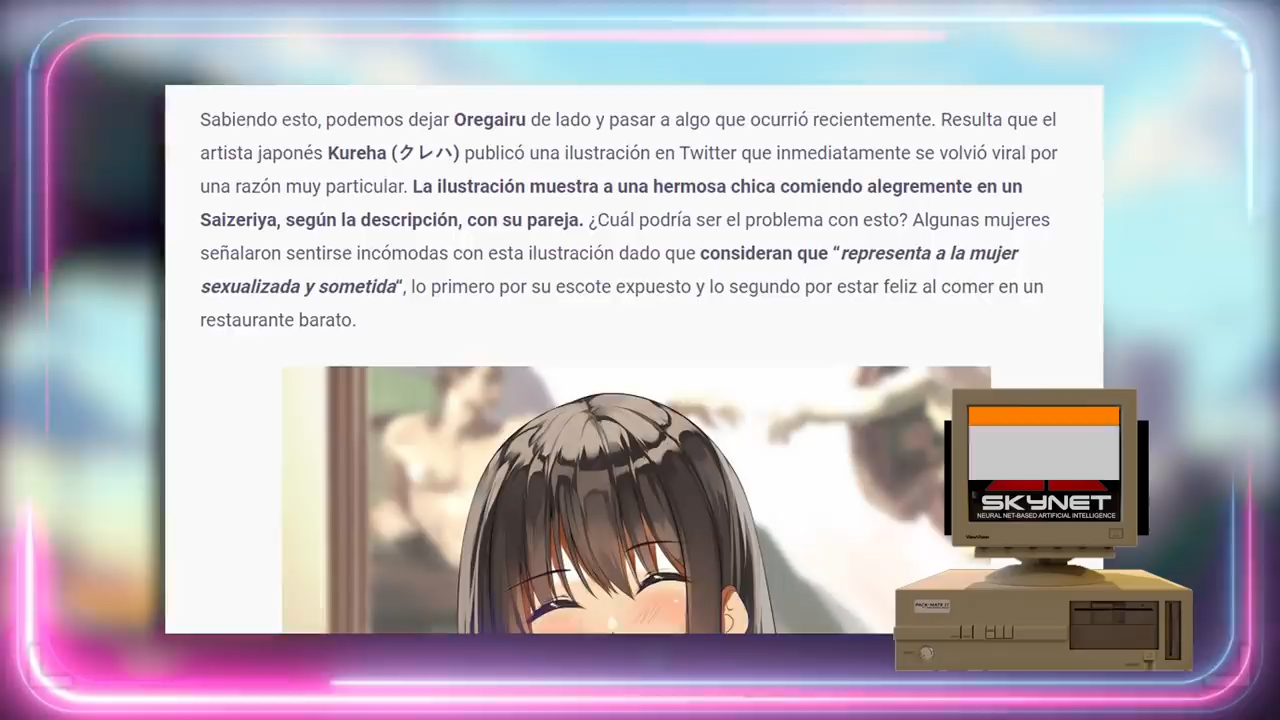 Sabiendo esto, podemos dejar Oregairu de lado y pasar a algo que ocurrió recientemente. Resulta que el
artista japonés Kureha (クレハ) publicó una ilustración en Twitter que inmediatamente se volvió viral por
una razón muy particular. La ilustración muestra a una hermosa chica comiendo alegremente en un
Saizeriya, según la descripción, con su pareja. ¿Cuál podría ser el problema con esto? Algunas mujeres
señalaron sentirse incómodas con esta ilustración dado que consideran que “representa a la mujer
sexualizada y sometida“, lo primero por su escote expuesto y lo segundo por estar feliz al comer en un
restaurante barato.
SKYNET
NEURAL NET-BASED ARTIFICIAL INTELLIGENCE